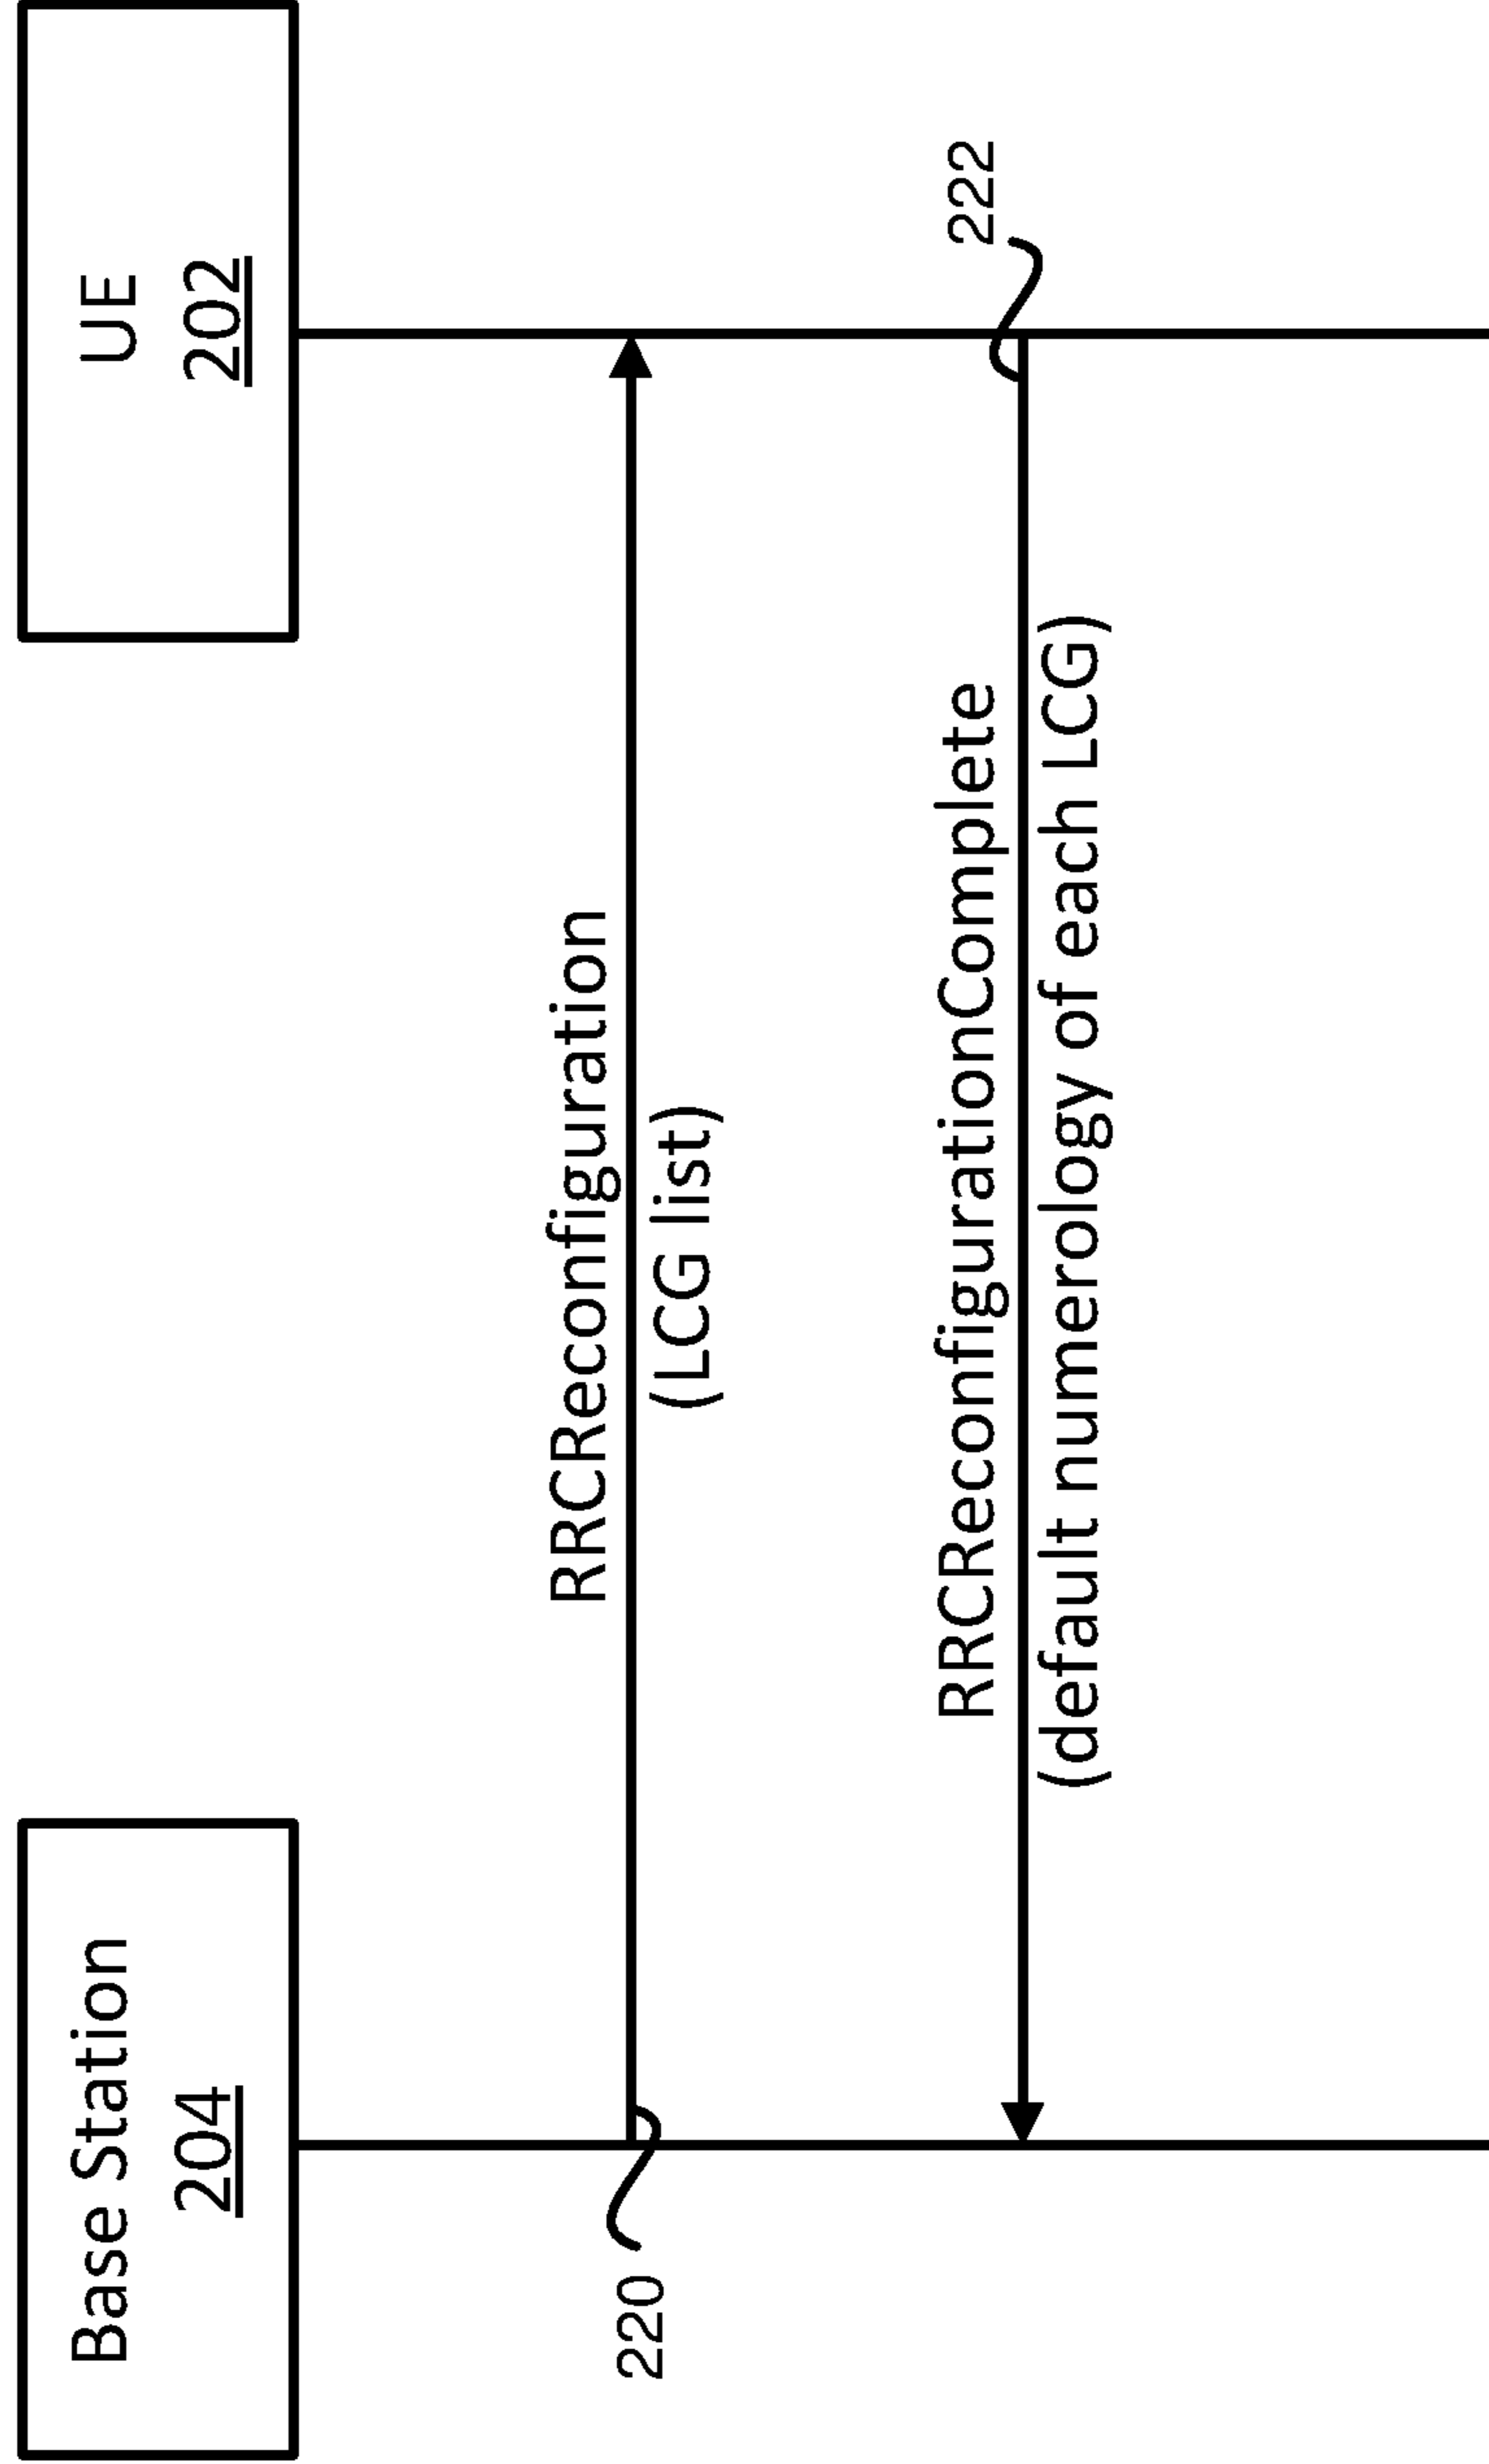 Base Station
204
UE
202
RRCReconfiguration
(LCG list)
220
RRCReconfigurationComplete
(default numerology of each LCG)
222